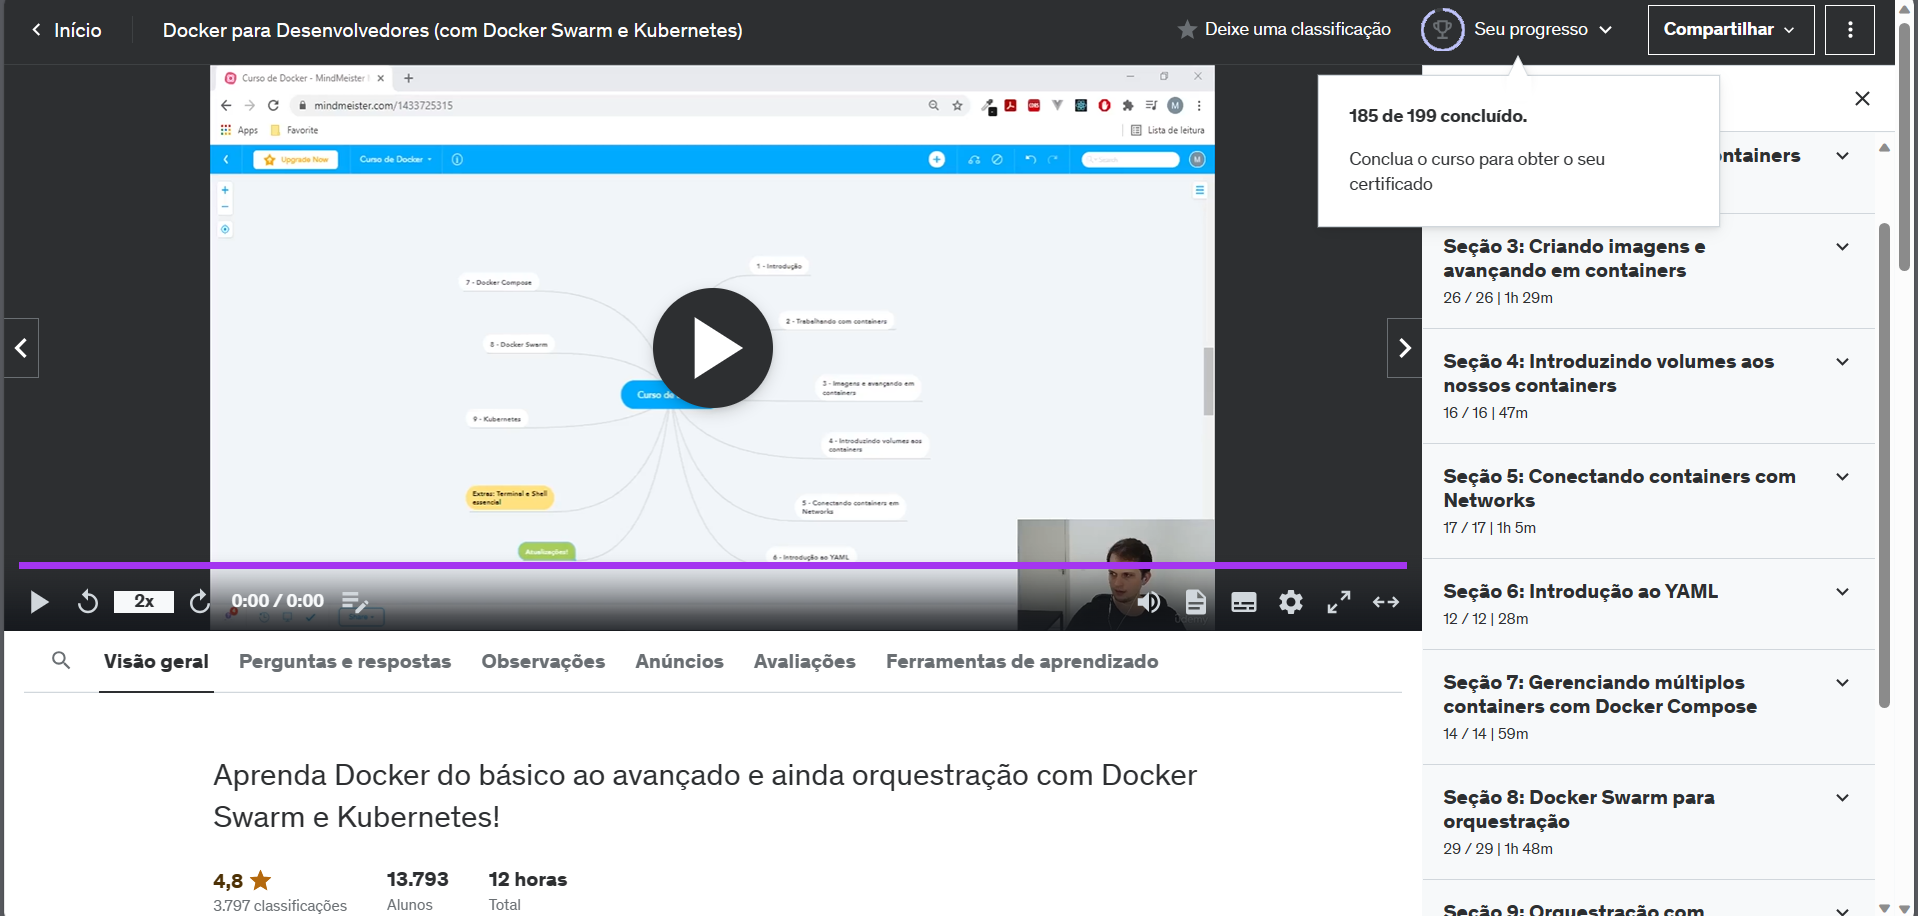 Início
Docker para Desenvolvedores (com Docker Swarm e Kubernetes)
Deixe uma classificação
Seu progresso
Compartilhar
185 de 199 concluído.
Conclua o curso para obter o seu
certificado
Curso de Docker - MindMeister
mindmeister.com/1433725315
Apps
Favorite
Lista de leitura
Upgrade Now
Curso de Docker
M
1 - Introdução
7 - Docker Compose
2 - Trabalhando com containers
8 - Docker Swarm
3 - Imagens e avançando em
containers
Curso de
9 - Kubernetes
4 - Introduzindo volumes aos
containers
Extras: Terminal e Shell
essencial
5 - Conectando containers em
Networks
Atualizações!
6 - Introdução ao YAML
2x
0:00 / 0:00
udemy
ntainers
Seção 3: Criando imagens e
avançando em containers
26 / 26 | 1h 29m
Seção 4: Introduzindo volumes aos
nossos containers
16 / 16 | 47m
Seção 5: Conectando containers com
Networks
17 / 17 | 1h 5m
Seção 6: Introdução ao YAML
12 / 12 | 28m
Seção 7: Gerenciando múltiplos
containers com Docker Compose
14 / 14 | 59m
Seção 8: Docker Swarm para
orquestração
29 / 29 | 1h 48m
Seção 9: Orquestração com
Visão geral
Perguntas e respostas
Observações
Anúncios
Avaliações
Ferramentas de aprendizado
Aprenda Docker do básico ao avançado e ainda orquestração com Docker
Swarm e Kubernetes!
4,8
13.793
12 horas
3.797 classificações
Alunos
Total